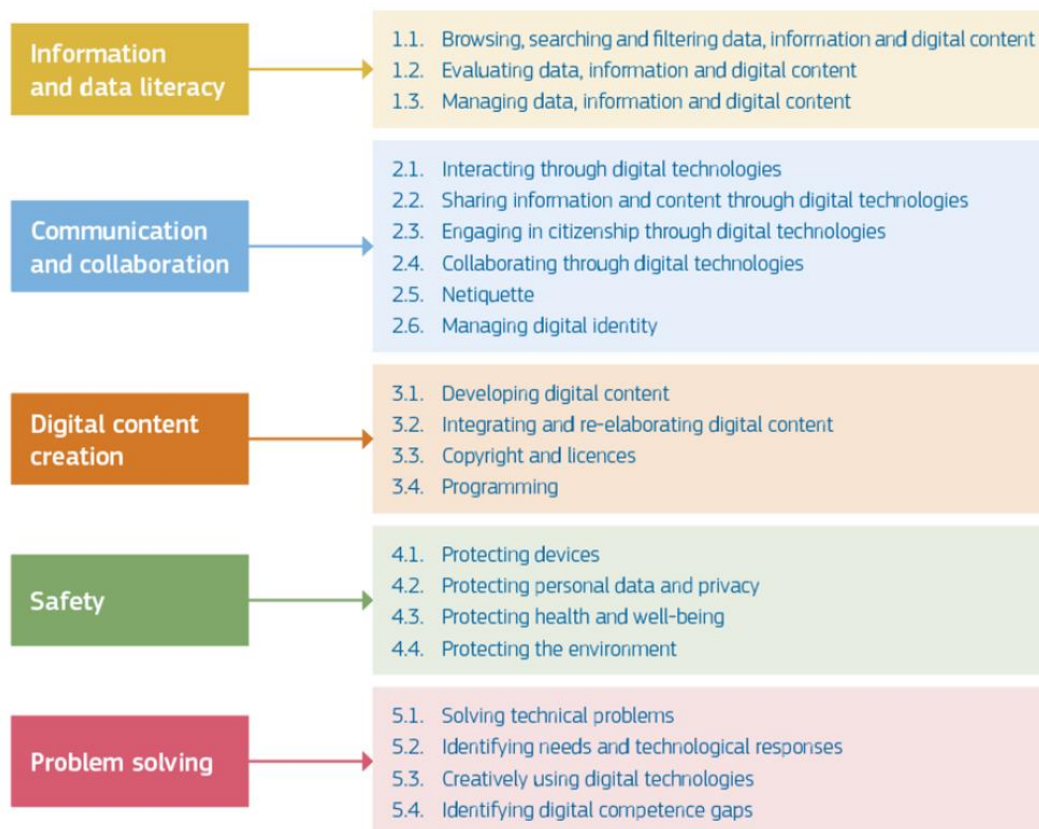 Information
and data literacy
1.1. Browsing, searching and filtering data, information and digital content
1.2. Evaluating data, information and digital content
1.3. Managing data, information and digital content
Communication
and collaboration
2.1. Interacting through digital technologies
2.2. Sharing information and content through digital technologies
2.3. Engaging in citizenship through digital technologies
2.4. Collaborating through digital technologies
2.5. Netiquette
2.6. Managing digital identity
Digital content
creation
3.1. Developing digital content
3.2. Integrating and re-elaborating digital content
3.3. Copyright and licences
3.4. Programming
Safety
4.1. Protecting devices
4.2. Protecting personal data and privacy
4.3. Protecting health and well-being
4.4. Protecting the environment
Problem solving
5.1. Solving technical problems
5.2. Identifying needs and technological responses
5.3. Creatively using digital technologies
5.4. Identifying digital competence gaps